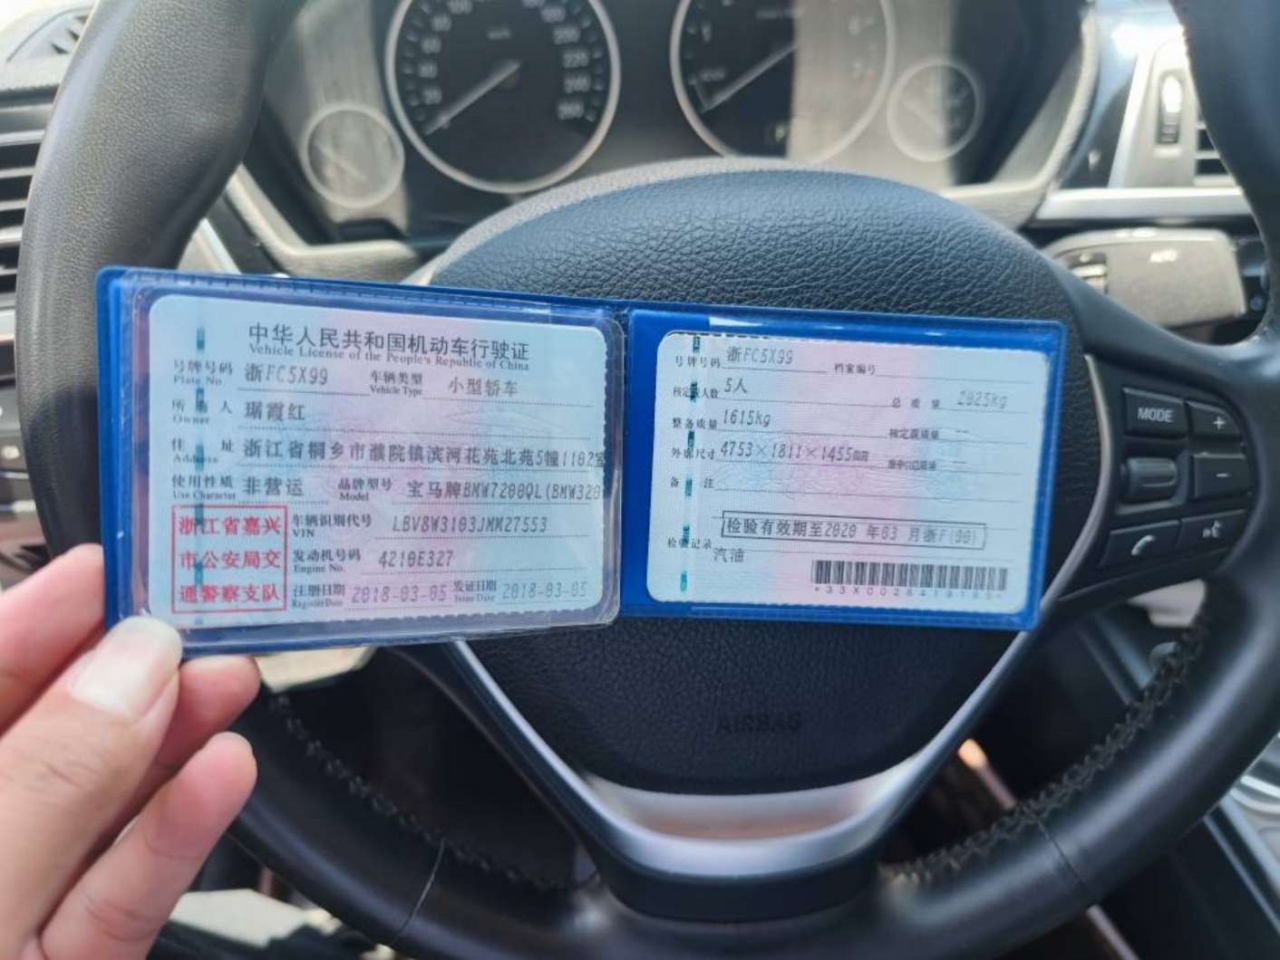 中华人民共和国机动车行驶证
Vehicle License of the People's Republic of China
号牌号码 浙FC5X99 车辆类型 小型轿车
Plate No. Vehicle Type
所有人 琚霞红
Owner
住址 浙江省桐乡市濮院镇滨河花苑北苑5幢1102室
Address
使用性质 非营运 品牌型号 宝马牌BMW7200QL(BMW320
Use Character Model
浙江省嘉兴
市公安局交
通警察支队
车辆识别代号 LBV8W3103JMM27553
VIN
发动机号码 4210E327
Engine No.
注册日期 2018-03-05 发证日期 2018-03-05
Register Date Issue Date
号牌号码 浙FC5X99 档案编号
核定载人数 5人 总质量 2025kg
整备质量 1615kg 核定载质量 --
外廓尺寸 4753×1811×1455 --
备注
检验有效期至2020年03月浙F(90)
检验记录
汽油
MODE
+
-
AIRBAG